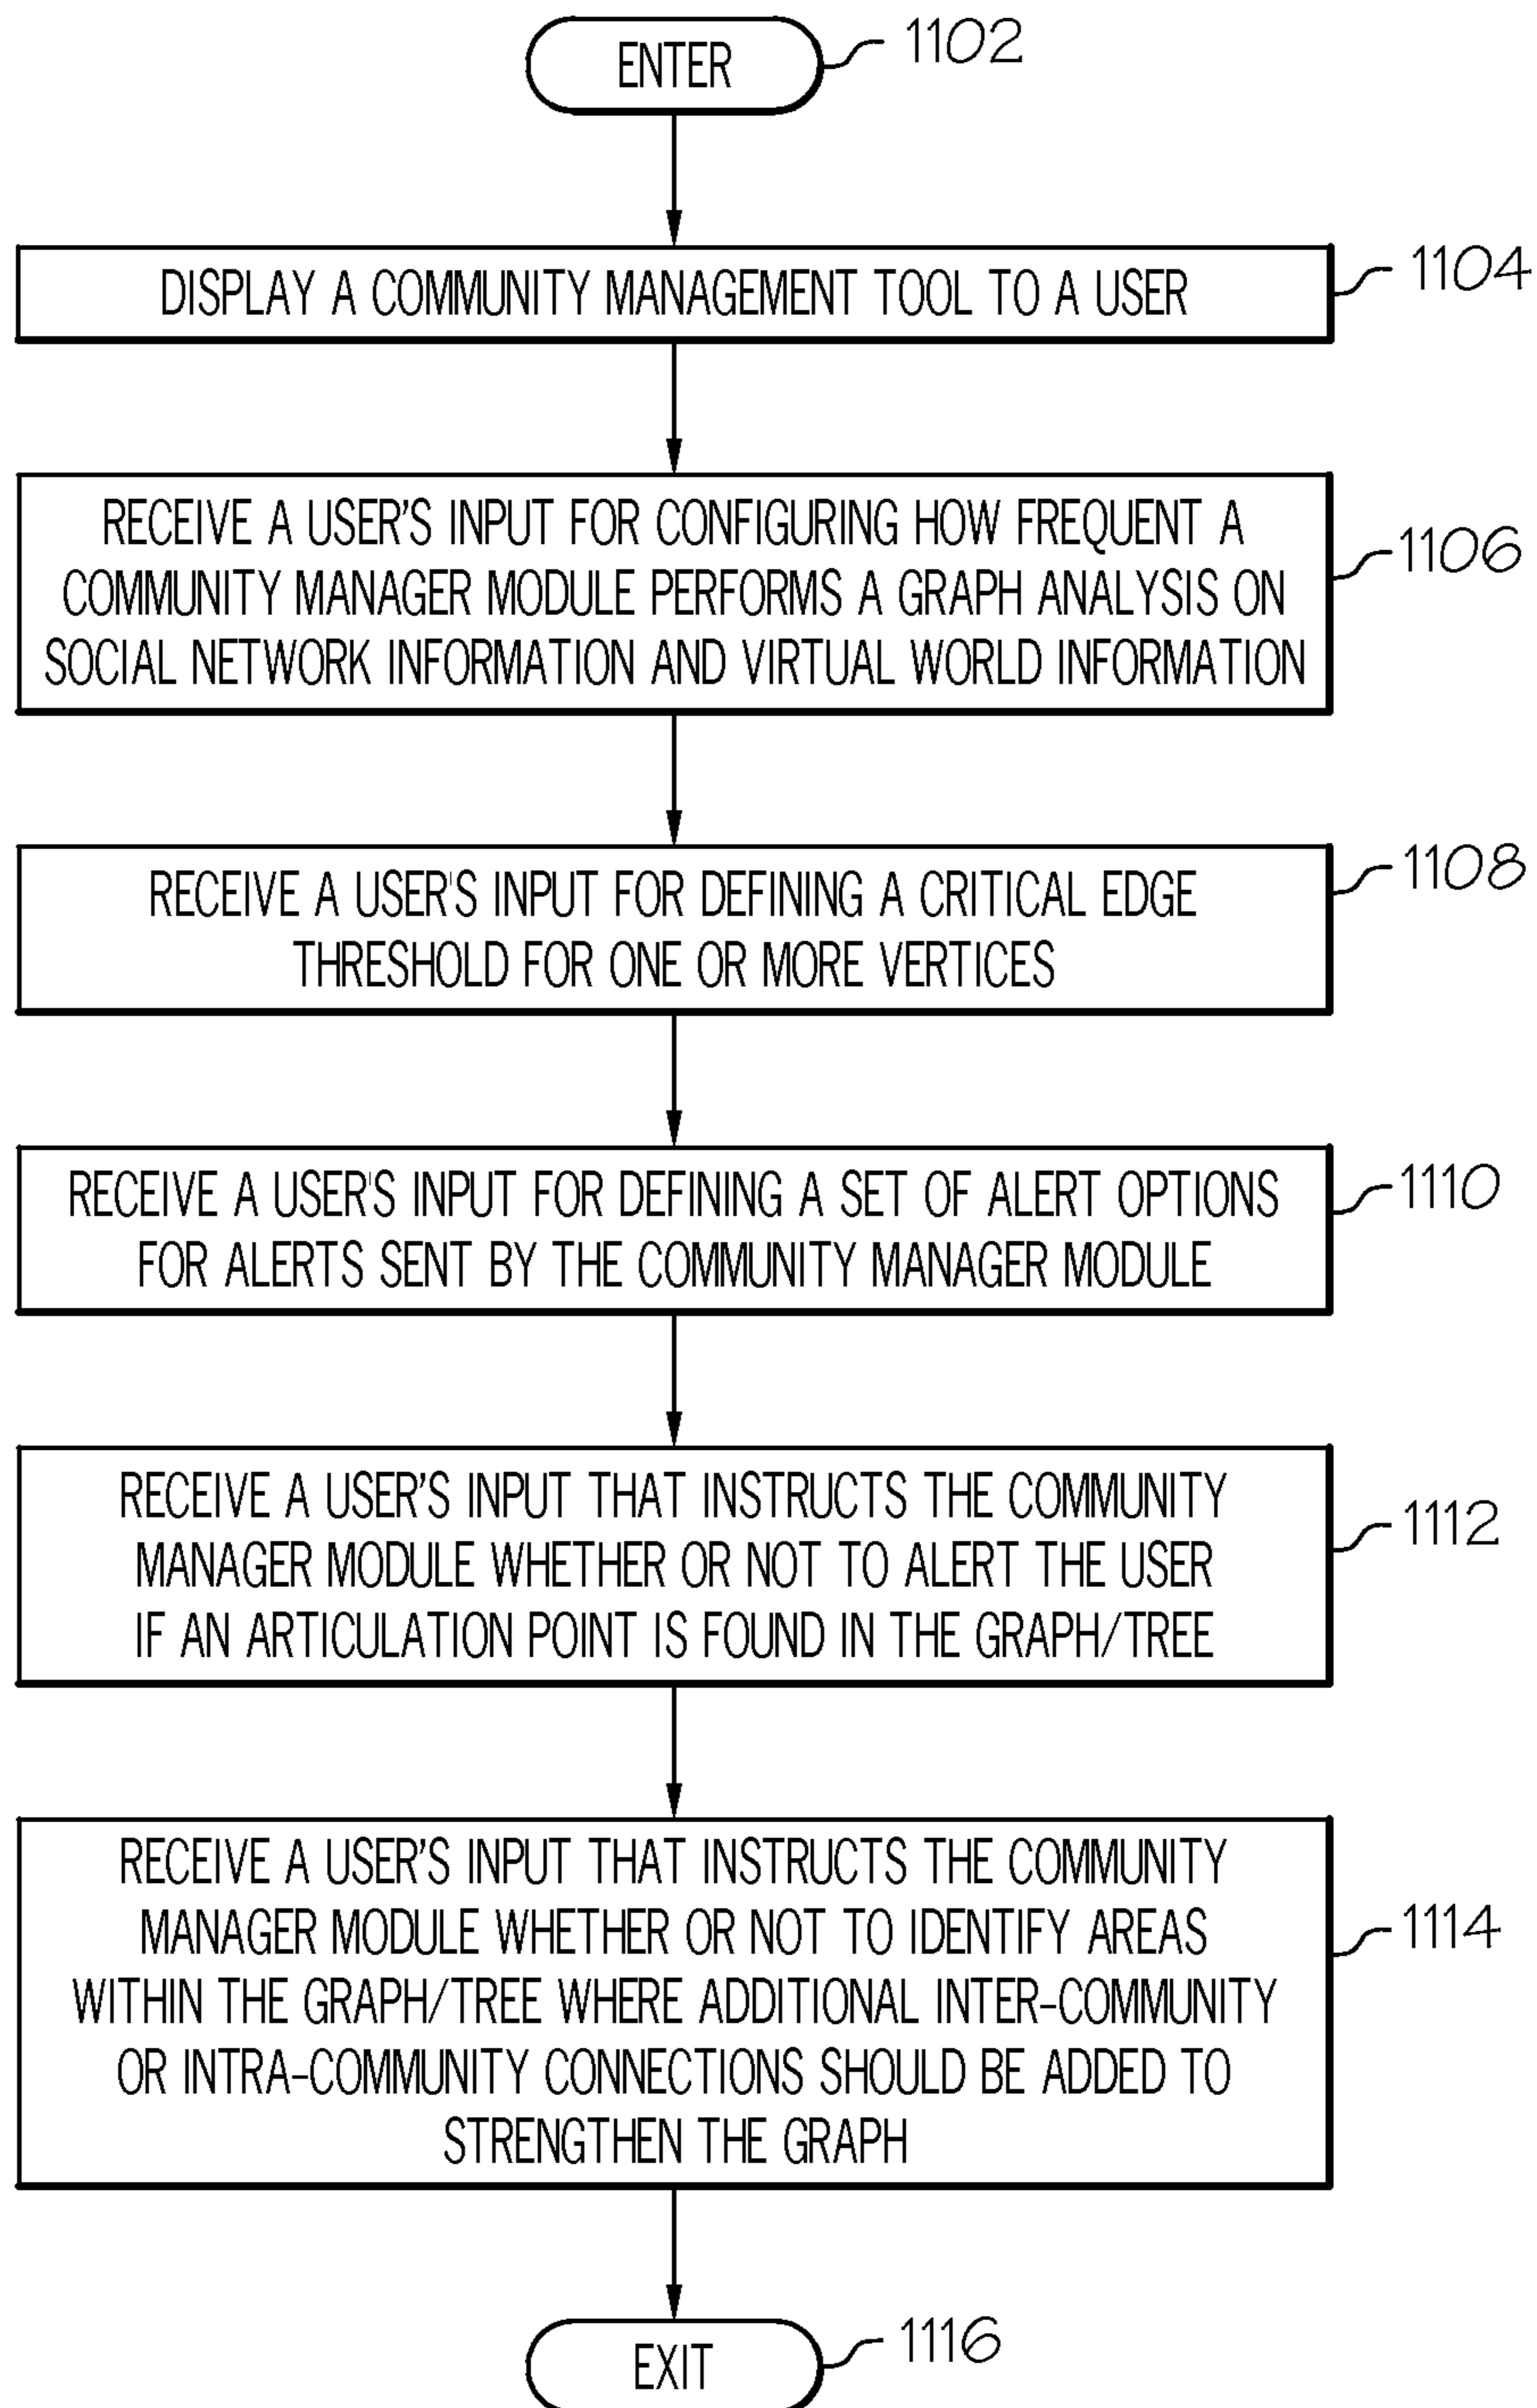 ENTER
1102
DISPLAY A COMMUNITY MANAGEMENT TOOL TO A USER
1104
RECEIVE A USER'S INPUT FOR CONFIGURING HOW FREQUENT A
COMMUNITY MANAGER MODULE PERFORMS A GRAPH ANALYSIS ON
SOCIAL NETWORK INFORMATION AND VIRTUAL WORLD INFORMATION
1106
RECEIVE A USER'S INPUT FOR DEFINING A CRITICAL EDGE
THRESHOLD FOR ONE OR MORE VERTICES
1108
RECEIVE A USER'S INPUT FOR DEFINING A SET OF ALERT OPTIONS
FOR ALERTS SENT BY THE COMMUNITY MANAGER MODULE
1110
RECEIVE A USER'S INPUT THAT INSTRUCTS THE COMMUNITY
MANAGER MODULE WHETHER OR NOT TO ALERT THE USER
IF AN ARTICULATION POINT IS FOUND IN THE GRAPH/TREE
1112
RECEIVE A USER'S INPUT THAT INSTRUCTS THE COMMUNITY
MANAGER MODULE WHETHER OR NOT TO IDENTIFY AREAS
WITHIN THE GRAPH/TREE WHERE ADDITIONAL INTER-COMMUNITY
OR INTRA-COMMUNITY CONNECTIONS SHOULD BE ADDED TO
STRENGTHEN THE GRAPH
1114
EXIT
1116